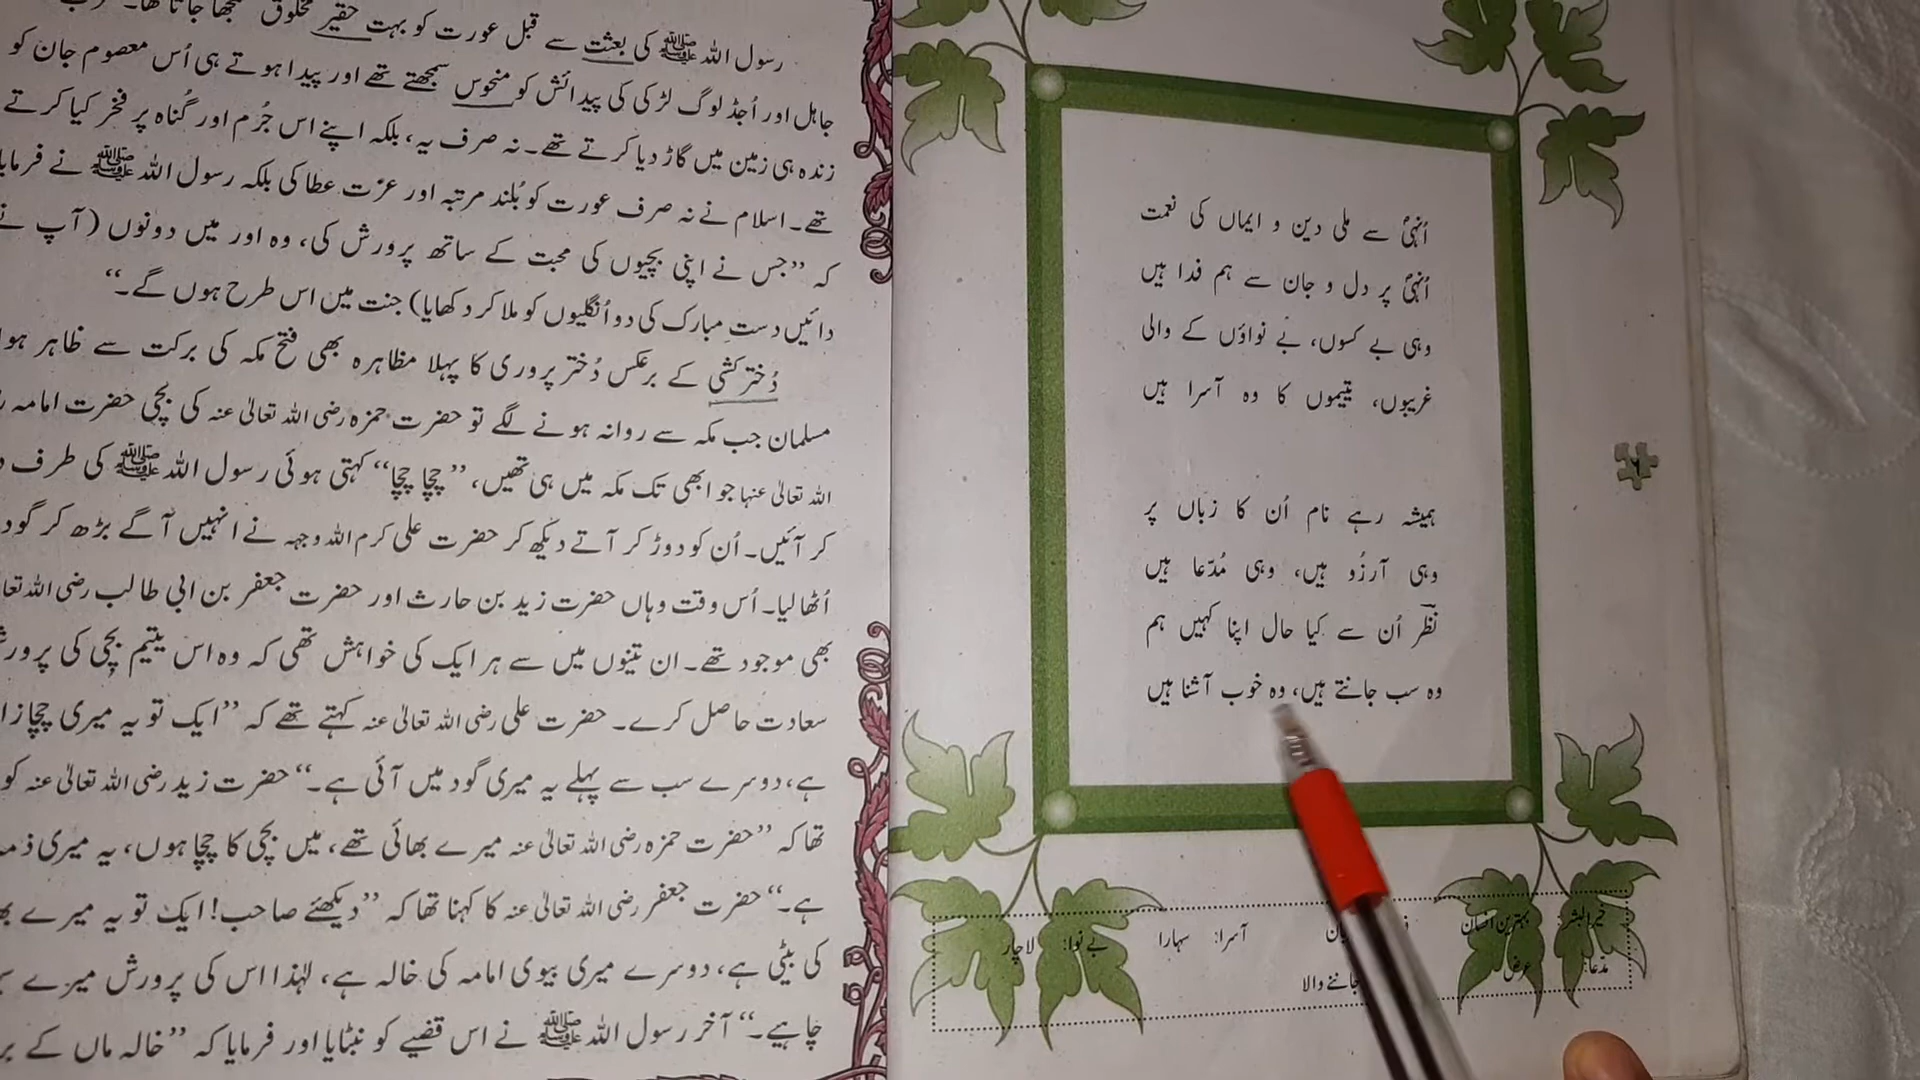 رسول اللہ ﷺ کی بعثت سے قبل عورت کو بہت حقیر مخلوق سمجھا جاتا تھا۔
جاہل اور اُجڈ لوگ لڑکی کی پیدائش کو منحوس سمجھتے تھے اور پیدا ہوتے ہی اُس معصوم جان کو
زندہ ہی زمین میں گاڑ دیا کرتے تھے۔ نہ صرف یہ، بلکہ اپنے اس جُرم اور گُناہ پر فخر کیا کرتے
تھے۔ اسلام نے نہ صرف عورت کو بُلند مرتبہ اور عزت عطا کی بلکہ رسول اللہ ﷺ نے فرمایا
کہ ”جس نے اپنی بچیوں کی محبت کے ساتھ پرورش کی، وہ اور میں دونوں (آپ نے
دائیں دستِ مبارک کی دو اُنگلیوں کو ملا کر دکھایا) جنت میں اس طرح ہوں گے۔“
دُختر کشی کے برعکس دُختر پروری کا پہلا مظاہرہ بھی فتح مکہ کی برکت سے ظاہر ہوا
مسلمان جب مکہ سے روانہ ہونے لگے تو حضرت حمزہ رضی اللہ تعالیٰ عنہ کی بچی حضرت امامہ
اللہ تعالیٰ عنہا جو ابھی تک مکہ میں ہی تھیں، ”چچا چچا“ کہتی ہوئی رسول اللہ ﷺ کی طرف
کر آئیں۔ اُن کو دوڑ کر آتے دیکھ کر حضرت علی کرم اللہ وجہہ نے انہیں آگے بڑھ کر گود
اُٹھا لیا۔ اُس وقت وہاں حضرت زید بن حارث اور حضرت جعفر بن ابی طالب رضی اللہ تعالیٰ
بھی موجود تھے۔ ان تینوں میں سے ہر ایک کی خواہش تھی کہ وہ اس یتیم بچی کی پرورش
سعادت حاصل کرے۔ حضرت علی رضی اللہ تعالیٰ عنہ کہتے تھے کہ ”ایک تو یہ میری چچا زاد
ہے، دوسرے سب سے پہلے یہ میری گود میں آئی ہے۔“ حضرت زید رضی اللہ تعالیٰ عنہ کو
تھا کہ ”حضرت حمزہ رضی اللہ تعالیٰ عنہ میرے بھائی تھے، میں بچی کا چچا ہوں، یہ میری ذمہ
ہے۔“ حضرت جعفر رضی اللہ تعالیٰ عنہ کا کہنا تھا کہ ”دیکھئے صاحب! ایک تو یہ میرے
کی بیٹی ہے، دوسرے میری بیوی امامہ کی خالہ ہے، لہٰذا اس کی پرورش میرے
چاہیے۔“ آخر رسول اللہ ﷺ نے اس قضیے کو نبٹایا اور فرمایا کہ ”خالہ ماں کے
اُنہیؐ سے ملی دین و ایماں کی نعمت
اُنہیؐ پر دل و جان سے ہم فدا ہیں
وہی بے کسوں، بے نواؤں کے والی
غریبوں، یتیموں کا وہ آسرا ہیں
ہمیشہ رہے نام اُن کا زباں پر
وہی آرزُو ہیں، وہی مُدّعا ہیں
نظرؔ اُن سے کیا حال اپنا کہیں ہم
وہ سب جانتے ہیں، وہ خوب آشنا ہیں
خیر البشر: بہترین انسان آسرا: سہارا بے نوا: لاچار
مدعا: عرض جاننے والا